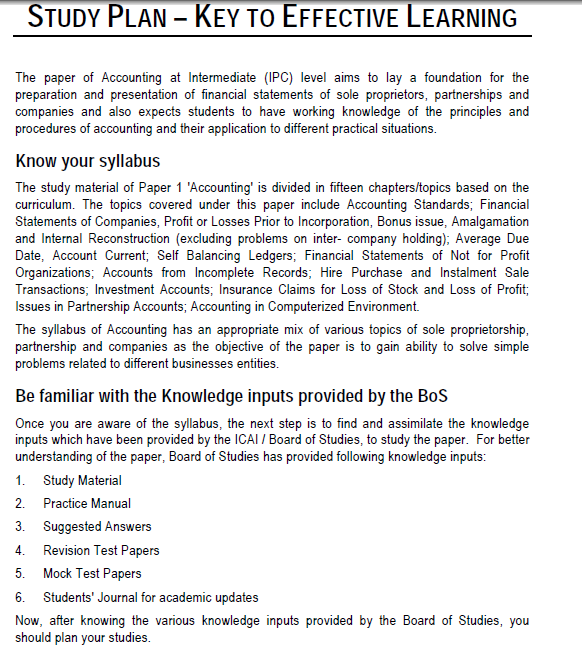 STUDY PLAN – KEY TO EFFECTIVE LEARNING
The paper of Accounting at Intermediate (IPC) level aims to lay a foundation for the
preparation and presentation of financial statements of sole proprietors, partnerships and
companies and also expects students to have working knowledge of the principles and
procedures of accounting and their application to different practical situations.
Know your syllabus
The study material of Paper 1 'Accounting' is divided in fifteen chapters/topics based on the
curriculum. The topics covered under this paper include Accounting Standards; Financial
Statements of Companies, Profit or Losses Prior to Incorporation, Bonus issue, Amalgamation
and Internal Reconstruction (excluding problems on inter- company holding); Average Due
Date, Account Current; Self Balancing Ledgers; Financial Statements of Not for Profit
Organizations; Accounts from Incomplete Records; Hire Purchase and Instalment Sale
Transactions; Investment Accounts; Insurance Claims for Loss of Stock and Loss of Profit;
Issues in Partnership Accounts; Accounting in Computerized Environment.
The syllabus of Accounting has an appropriate mix of various topics of sole proprietorship,
partnership and companies as the objective of the paper is to gain ability to solve simple
problems related to different businesses entities.
Be familiar with the Knowledge inputs provided by the BoS
Once you are aware of the syllabus, the next step is to find and assimilate the knowledge
inputs which have been provided by the ICAI / Board of Studies, to study the paper. For better
understanding of the paper, Board of Studies has provided following knowledge inputs:
1. Study Material
2. Practice Manual
3. Suggested Answers
4. Revision Test Papers
5. Mock Test Papers
6. Students' Journal for academic updates
Now, after knowing the various knowledge inputs provided by the Board of Studies, you
should plan your studies.